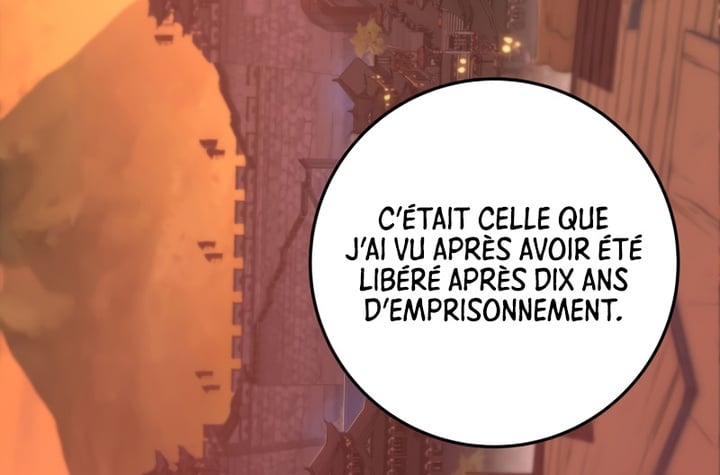 C'ÉTAIT CELLE QUE
J'AI VU APRÈS AVOIR ÉTÉ
LIBÉRÉ APRÈS DIX ANS
D'EMPRISONNEMENT.